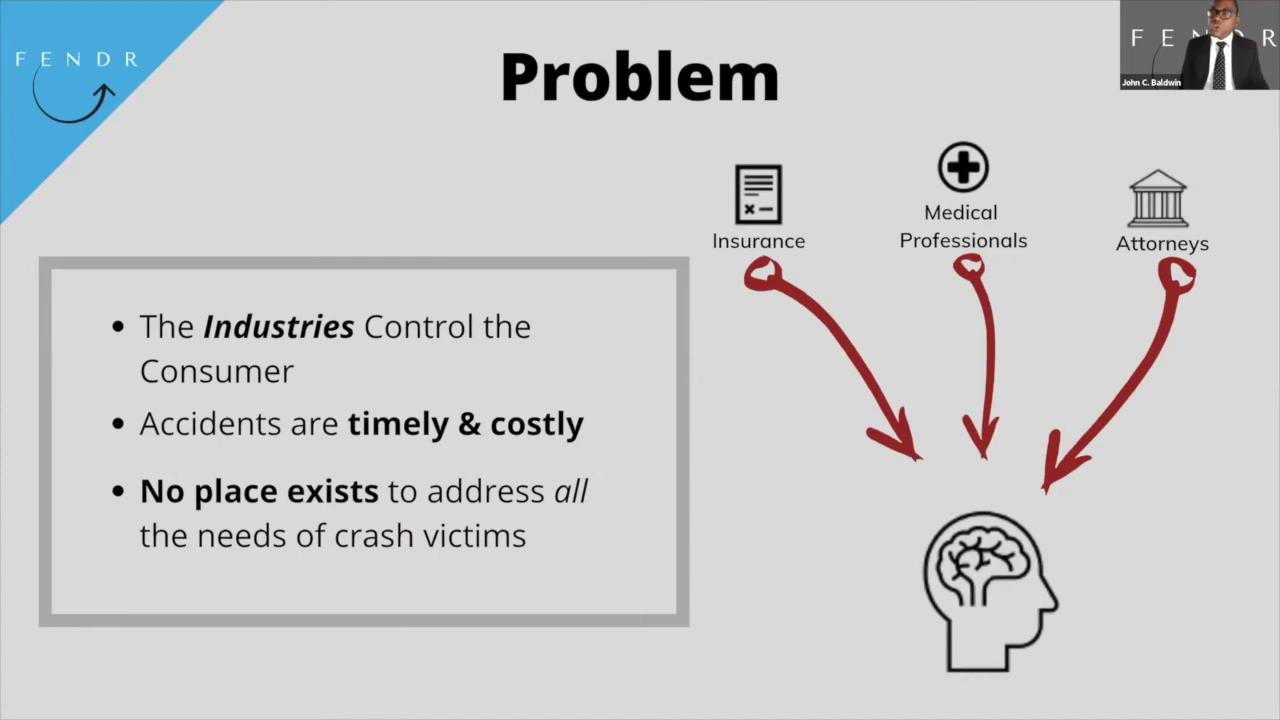 FENDR
Problem
FENDR
John C. Baldwin
Insurance
Medical
Professionals
Attorneys
• The Industries Control the
Consumer
• Accidents are timely & costly
• No place exists to address all
the needs of crash victims